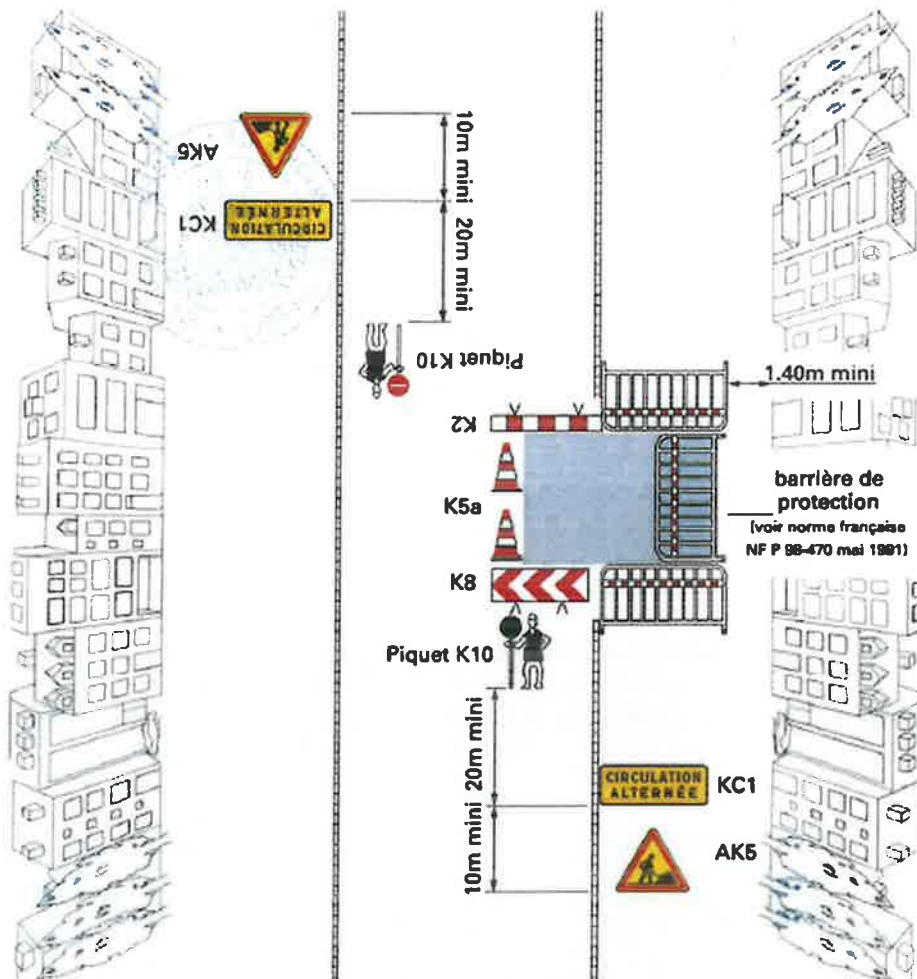 AK5
10m mini
KC1
CIRCULATION
ALTERNÉE
20m mini
Piquet K10
1.40m mini
K2
K5a
barrière de
protection
(voir norme française
NF P 98-470 mai 1991)
K8
Piquet K10
20m mini
CIRCULATION
ALTERNÉE
KC1
10m mini
AK5